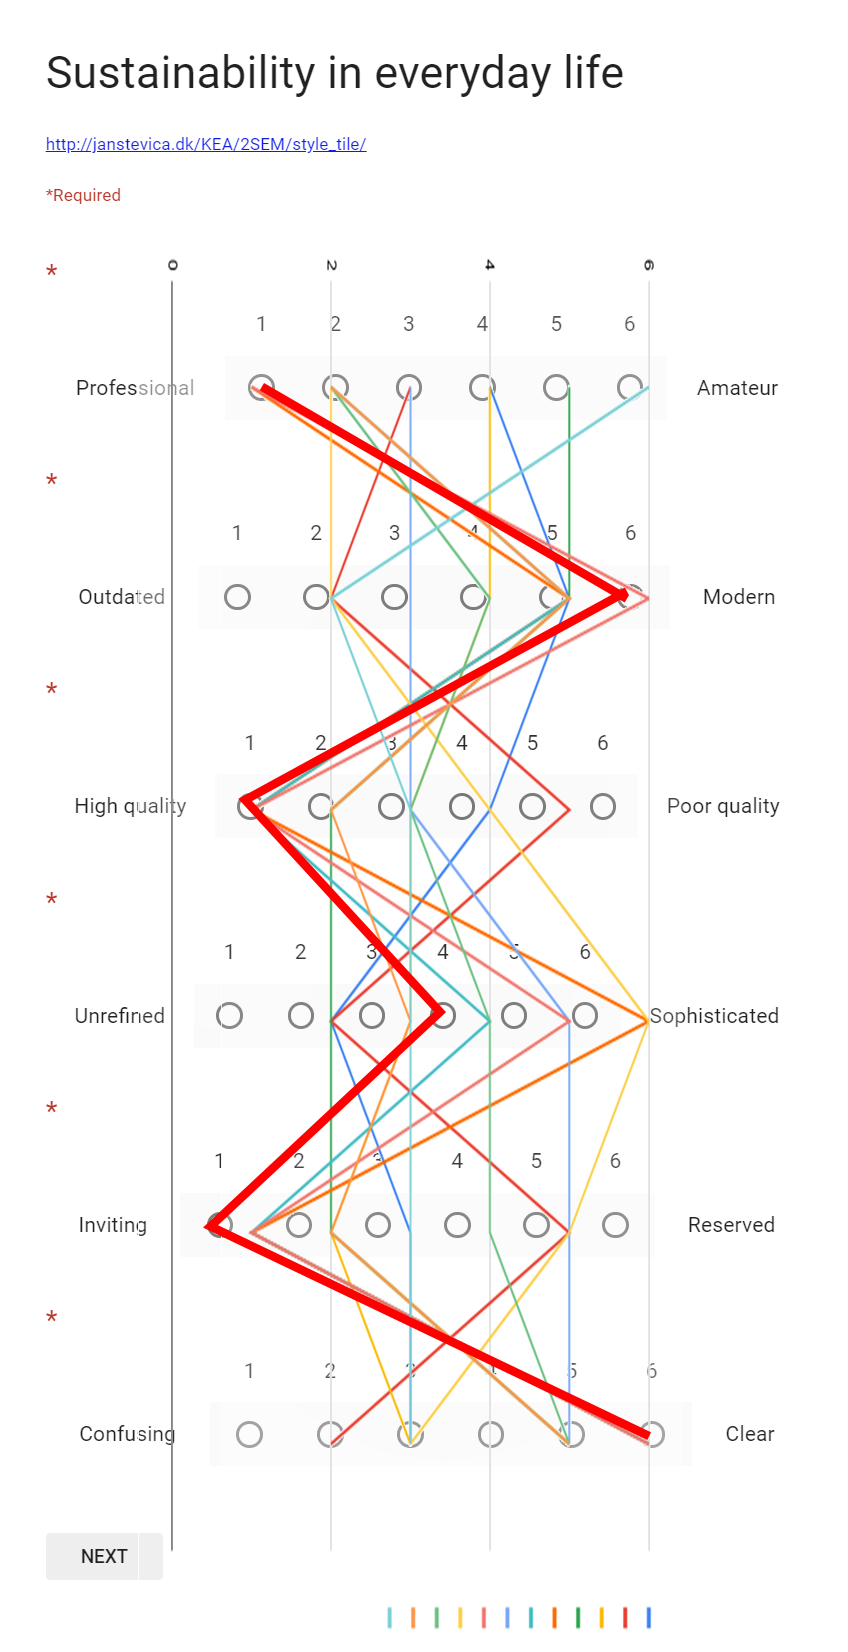 Sustainability in everyday life
http://janstevica.dk/KEA/2SEM/style_tile/
*Required
0 2 4 6
*
1 2 3 4 5 6
Professional Amateur
*
1 2 3 4 5 6
Outdated Modern
*
1 2 3 4 5 6
High quality Poor quality
*
1 2 3 4 5 6
Unrefined Sophisticated
*
1 2 3 4 5 6
Inviting Reserved
*
1 2 3 5 6
Confusing Clear
NEXT